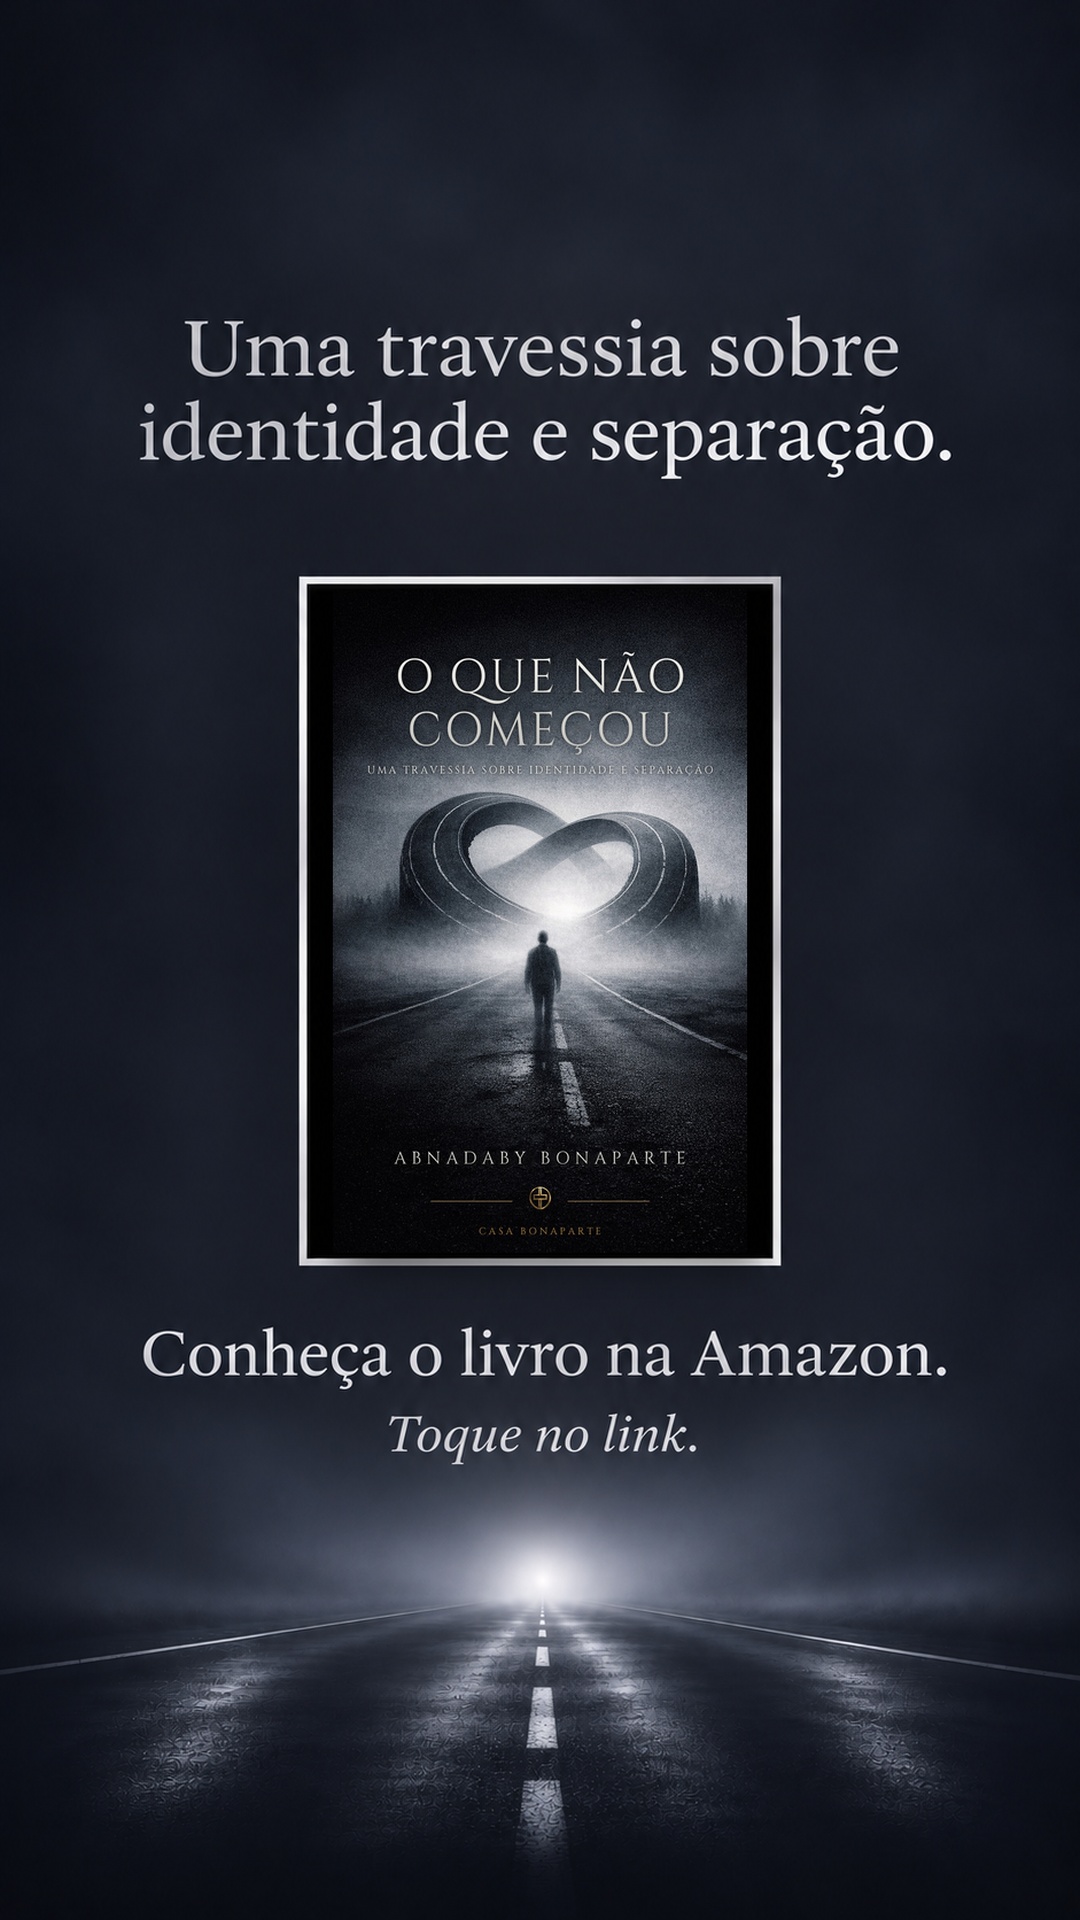 Uma travessia sobre
identidade e separação.
O QUE NÃO
COMEÇOU
UMA TRAVESSIA SOBRE IDENTIDADE E SEPARAÇÃO
ABNADABY BONAPARTE
CASA BONAPARTE
Conheça o livro na Amazon.
Toque no link.